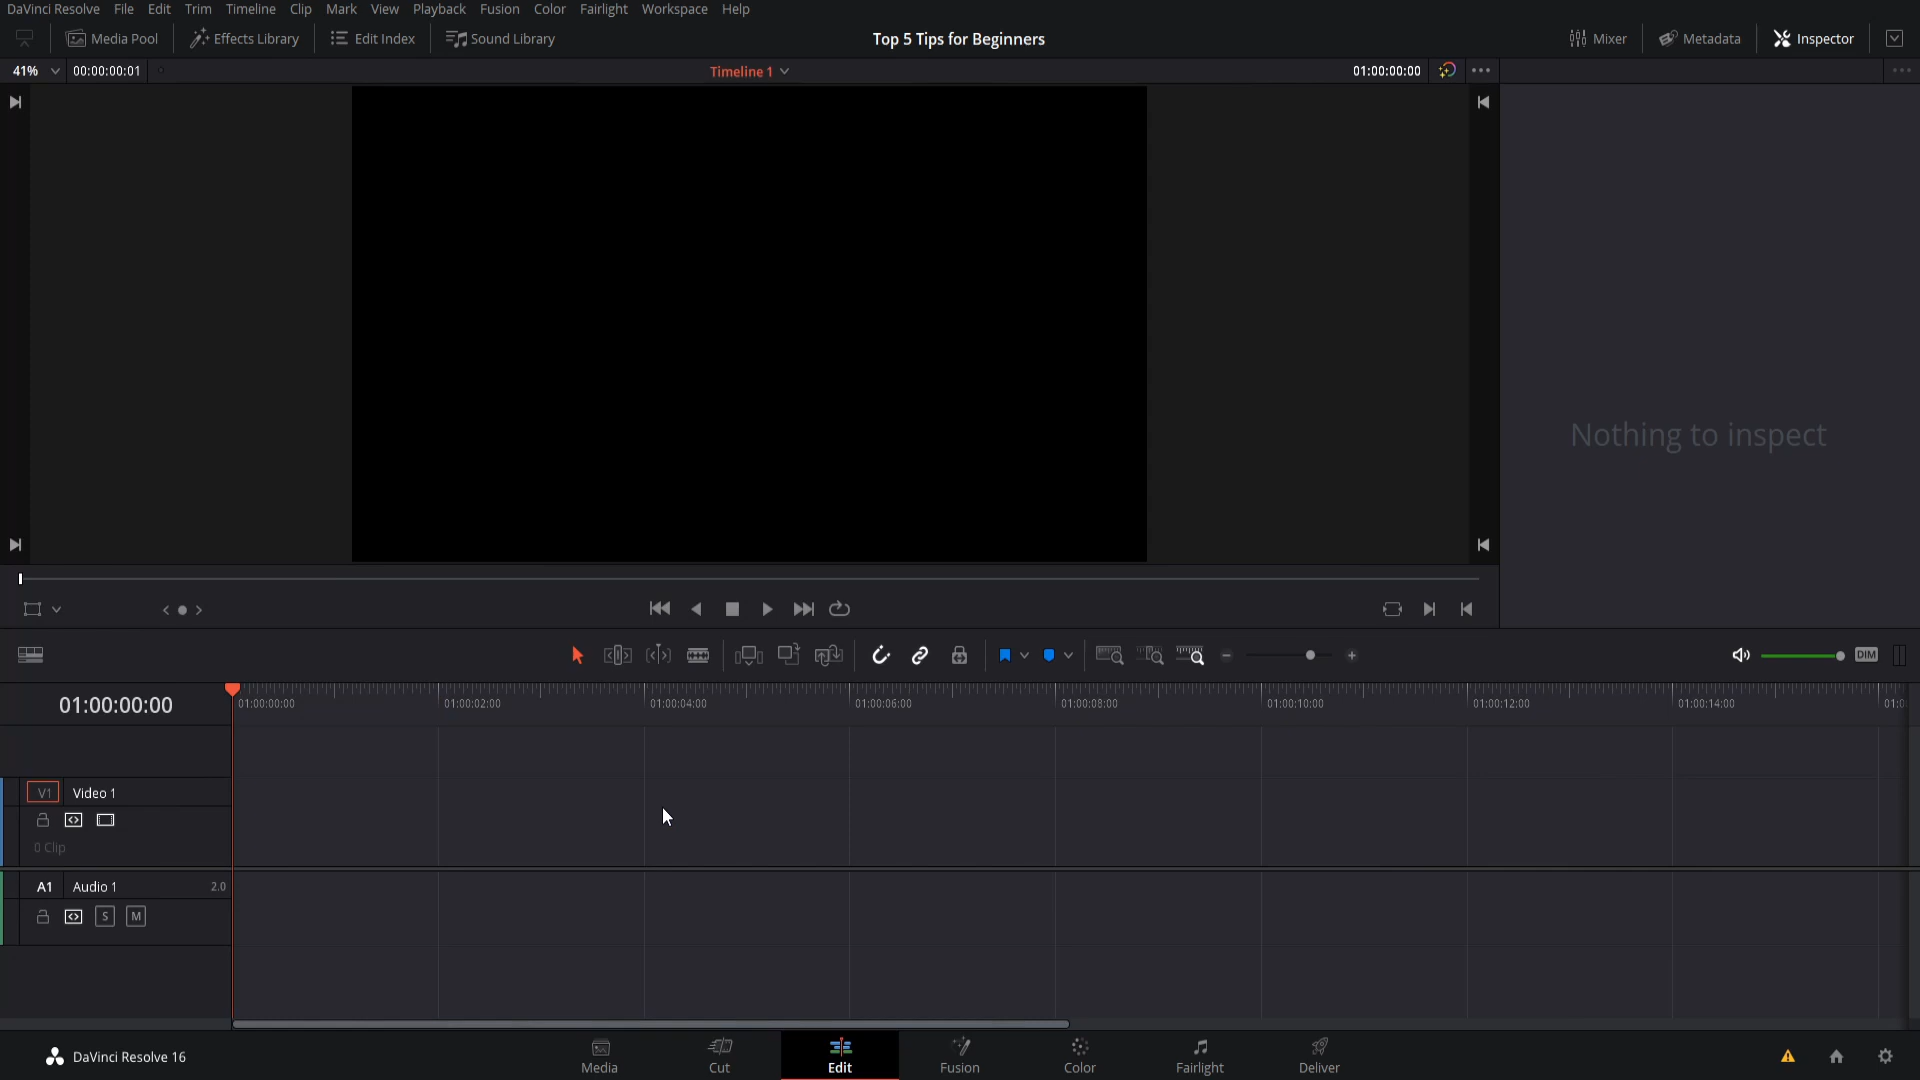 DaVinci Resolve File Edit Trim Timeline Clip Mark View Playback Fusion Color Fairlight Workspace Help
Media Pool Effects Library Edit Index Sound Library Top 5 Tips for Beginners Mixer Metadata Inspector
41% 00:00:00:01 Timeline 1 01:00:00:00
Nothing to inspect
DIM
01:00:00:00
01:00:00:00 01:00:02:00 01:00:04:00 01:00:06:00 01:00:08:00 01:00:10:00 01:00:12:00 01:00:14:00
V1 Video 1
0 Clip
A1 Audio 1 2.0
S M
DaVinci Resolve 16 Media Cut Edit Fusion Color Fairlight Deliver